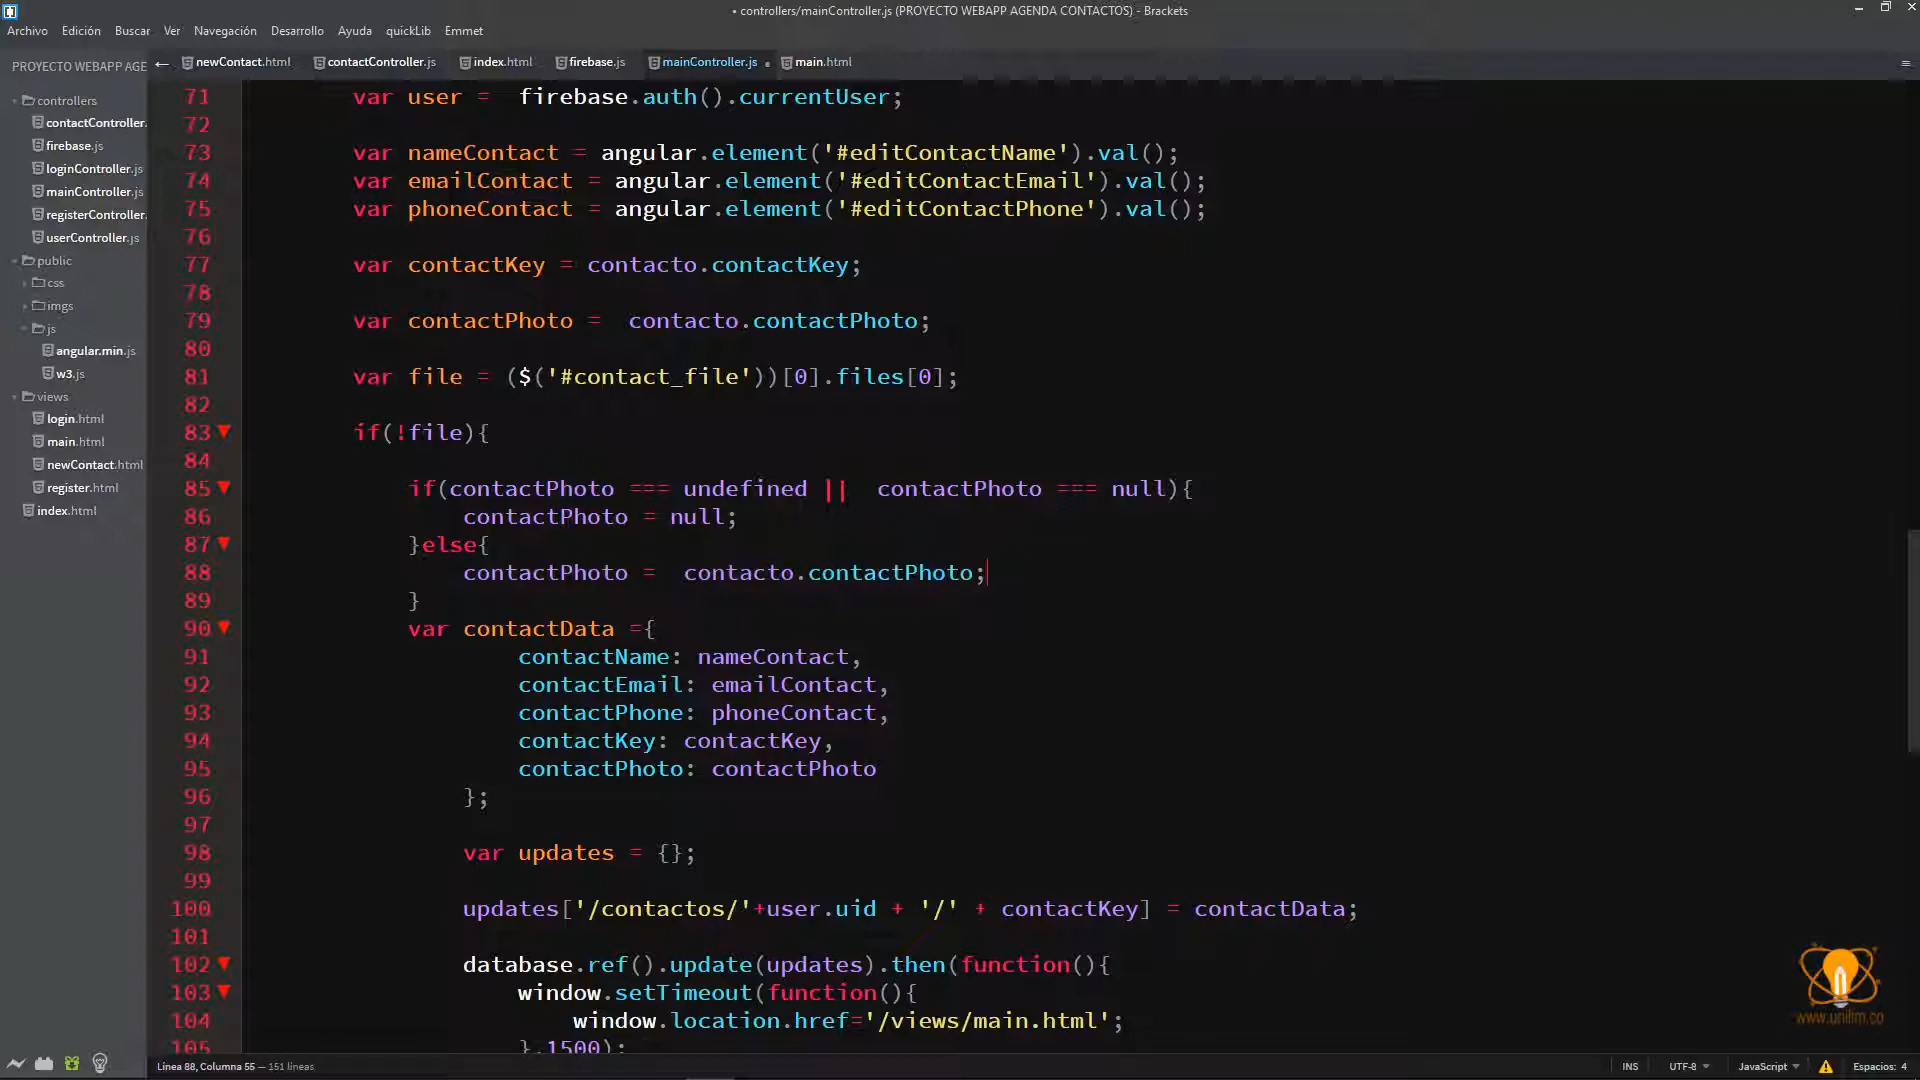 • controllers/mainController.js (PROYECTO WEBAPP AGENDA CONTACTOS) - Brackets
Archivo Edición Buscar Ver Navegación Desarrollo Ayuda quickLib Emmet
PROYECTO WEBAPP AGE
newContact.html contactController.js index.html firebase.js mainController.js main.html
controllers
contactController.
firebase.js
loginController.js
mainController.js
registerController.
userController.js
public
css
imgs
js
angular.min.js
w3.js
views
login.html
main.html
newContact.html
register.html
index.html
71 var user =  firebase.auth().currentUser;
72
73 var nameContact = angular.element('#editContactName').val();
74 var emailContact = angular.element('#editContactEmail').val();
75 var phoneContact = angular.element('#editContactPhone').val();
76
77 var contactKey = contacto.contactKey;
78
79 var contactPhoto =  contacto.contactPhoto;
80
81 var file = ($('#contact_file'))[0].files[0];
82
83 if(!file){
84
85 if(contactPhoto === undefined ||  contactPhoto === null){
86 contactPhoto = null;
87 }else{
88 contactPhoto =  contacto.contactPhoto;
89 }
90 var contactData ={
91 contactName: nameContact,
92 contactEmail: emailContact,
93 contactPhone: phoneContact,
94 contactKey: contactKey,
95 contactPhoto: contactPhoto
96 };
97
98 var updates = {};
99
100 updates['/contactos/'+user.uid + '/' + contactKey] = contactData;
101
102 database.ref().update(updates).then(function(){
103 window.setTimeout(function(){
104 window.location.href='/views/main.html';
105 },1500);
www.unilim.co
Línea 88, Columna 55 — 151 líneas
INS UTF-8 JavaScript Espacios: 4